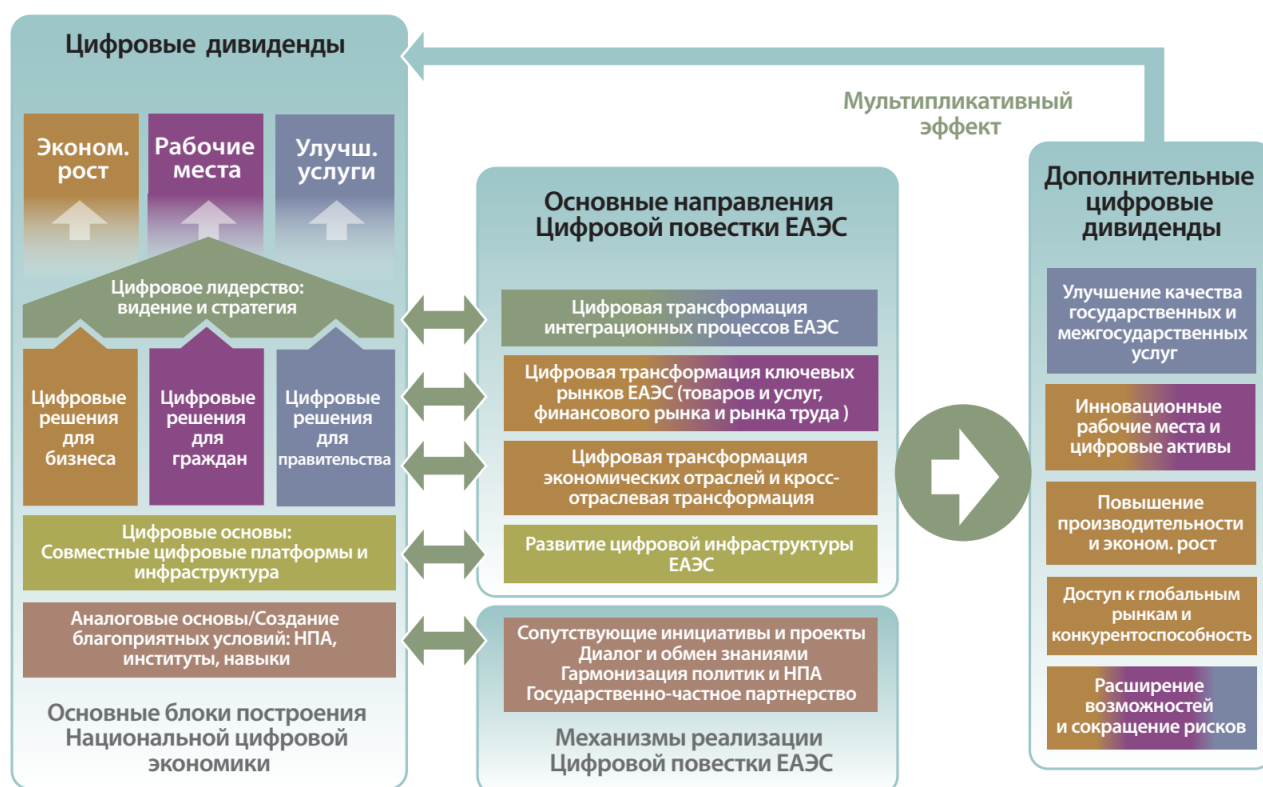 Цифровые дивиденды
Эконом.
рост
Рабочие
места
Улучш.
услуги
Цифровое лидерство:
видение и стратегия
Цифровые
решения
для
бизнеса
Цифровые
решения
для
граждан
Цифровые
решения
для
правительства
Цифровые основы:
Совместные цифровые платформы и
инфраструктура
Аналоговые основы/Создание
благоприятных условий: НПА,
институты, навыки
Основные блоки построения
Национальной цифровой
экономики
Основные направления
Цифровой повестки ЕАЭС
Цифровая трансформация
интеграционных процессов ЕАЭС
Цифровая трансформация ключевых
рынков ЕАЭС (товаров и услуг,
финансового рынка и рынка труда )
Цифровая трансформация
экономических отраслей и кросс-
отраслевая трансформация
Развитие цифровой инфраструктуры
ЕАЭС
Сопутствующие инициативы и проекты
Диалог и обмен знаниями
Гармонизация политик и НПА
Государственно-частное партнерство
Механизмы реализации
Цифровой повестки ЕАЭС
Мультипликативный
эффект
Дополнительные
цифровые
дивиденды
Улучшение качества
государственных и
межгосударственных
услуг
Инновационные
рабочие места и
цифровые активы
Повышение
производительности
и эконом. рост
Доступ к глобальным
рынкам и
конкурентоспособность
Расширение
возможностей
и сокращение рисков